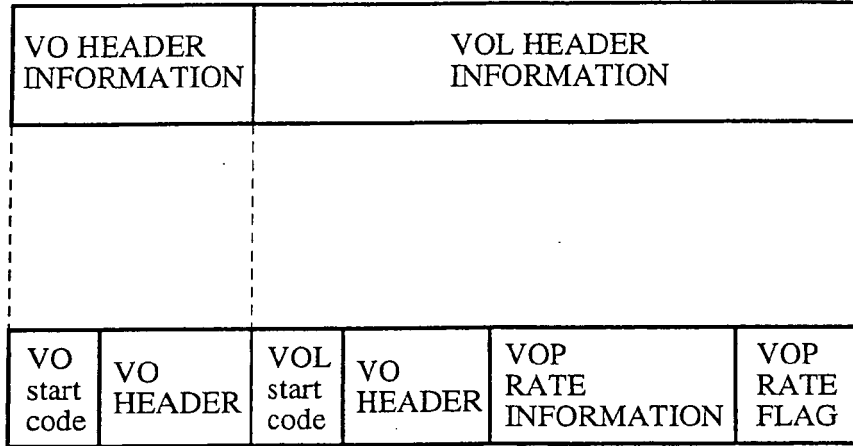 VO HEADER
INFORMATION
VOL HEADER
INFORMATION
VO
start
code
VO
HEADER
VOL
start
code
VO
HEADER
VOP
RATE
INFORMATION
VOP
RATE
FLAG